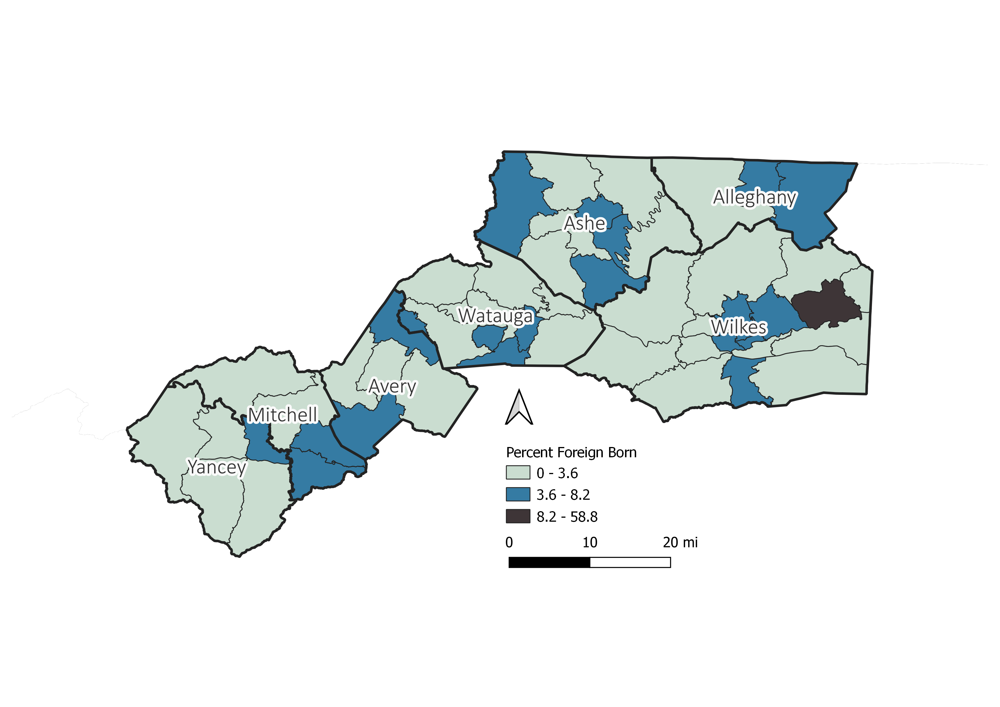 Alleghany
Ashe
Watauga
Wilkes
Avery
Mitchell
Yancey
Percent Foreign Born
0 - 3.6
3.6 - 8.2
8.2 - 58.8
0 10 20 mi